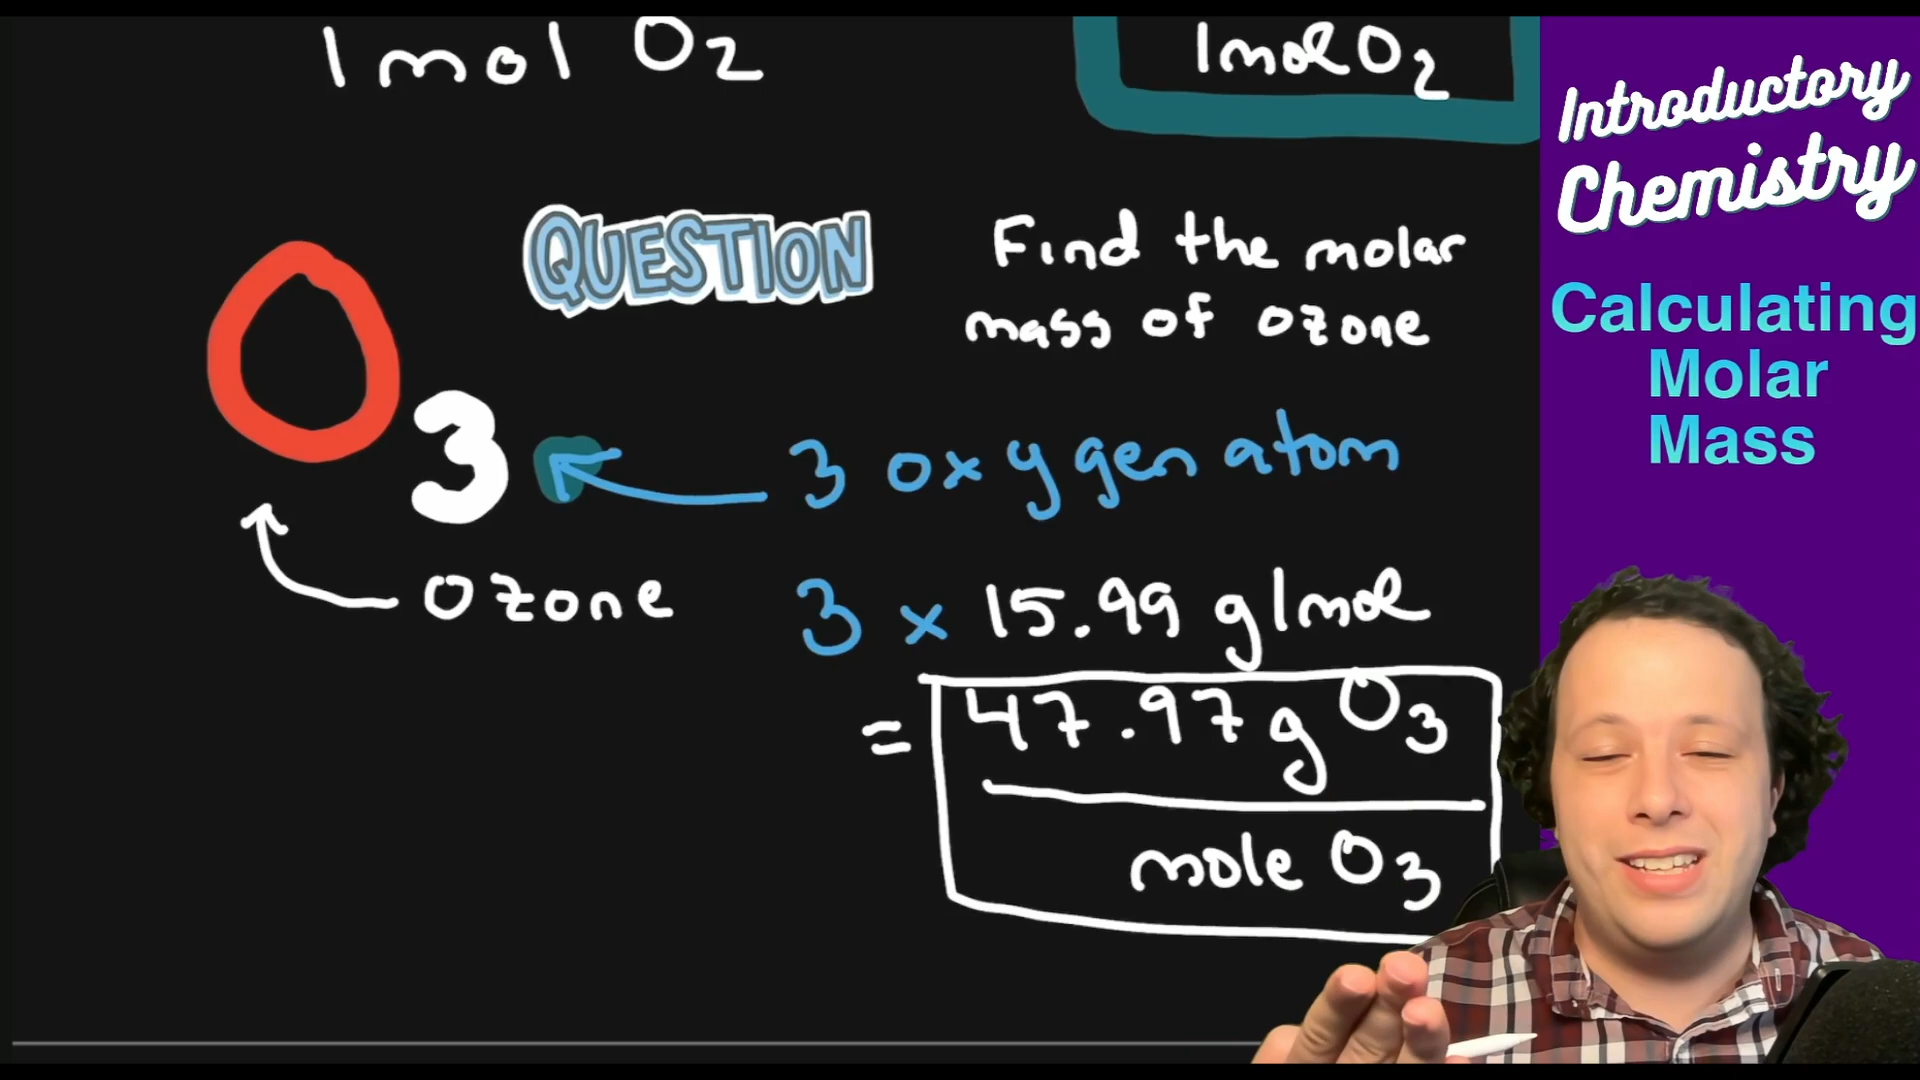 1 mol O2
1 mol O2
QUESTION
Find the molar
mass of ozone
O3
3 oxygen atom
ozone
3 x 15.99 g/mol
= 47.97 g O3
mole O3
Introductory
Chemistry
Calculating
Molar
Mass